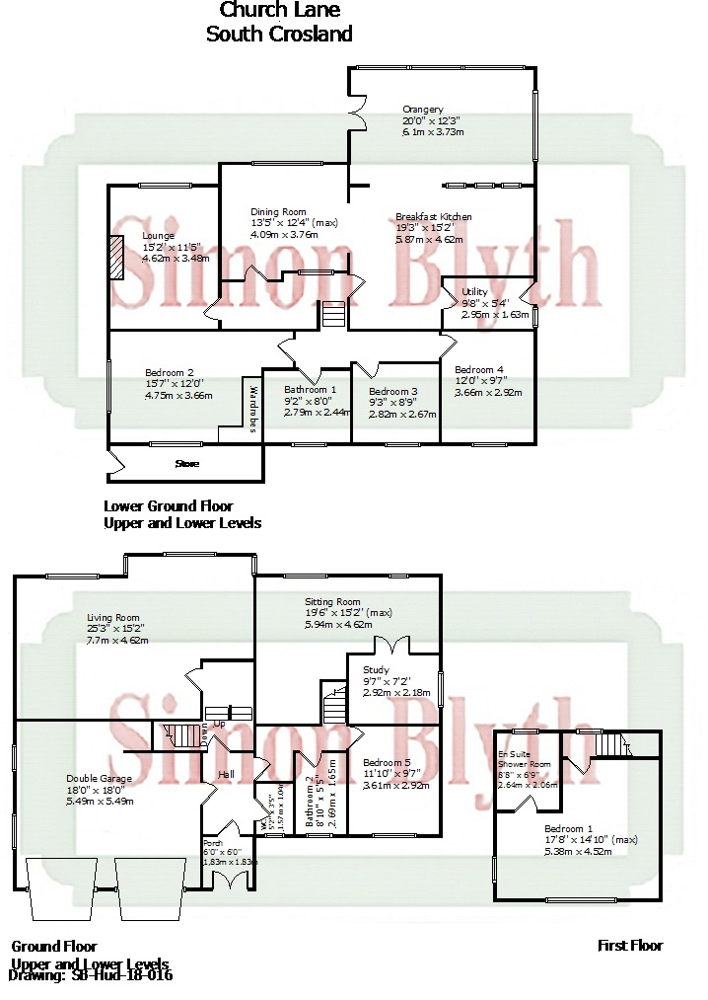 Church Lane
South Crosland
Orangery
20'0" x 12'3"
6.1m x 3.73m
Dining Room
13'5" x 12'4" (max)
4.09m x 3.76m
Breakfast Kitchen
19'3" x 15'2"
5.87m x 4.62m
Lounge
15'2" x 11'5"
4.62m x 3.48m
Simon Blyth
Utility
9'8" x 5'4"
2.95m x 1.63m
Bedroom 2
15'7" x 12'0"
4.75m x 3.66m
Wardrobes
Bathroom 1
9'2" x 8'0"
2.79m x 2.44m
Bedroom 3
9'3" x 8'9"
2.82m x 2.67m
Bedroom 4
12'0" x 9'7"
3.66m x 2.92m
Store
Lower Ground Floor
Upper and Lower Levels
Living Room
25'3" x 15'2"
7.7m x 4.62m
Sitting Room
19'6" x 15'2" (max)
5.94m x 4.62m
Study
9'7" x 7'2"
2.92m x 2.18m
Simon Blyth
Up
Down
Hall
Double Garage
18'0" x 18'0"
5.49m x 5.49m
WC
5'2" x 3'5"
1.57m x 1.04m
Bathroom 2
8'10" x 5'5"
2.69m x 1.65m
Bedroom 5
11'10" x 9'7"
3.61m x 2.92m
Porch
6'0" x 6'0"
1.83m x 1.83m
En Suite
Shower Room
8'8" x 6'9"
2.64m x 2.06m
Bedroom 1
17'8" x 14'10" (max)
5.38m x 4.52m
Ground Floor
Upper and Lower Levels
Drawing: SB-Hud-18-016
First Floor